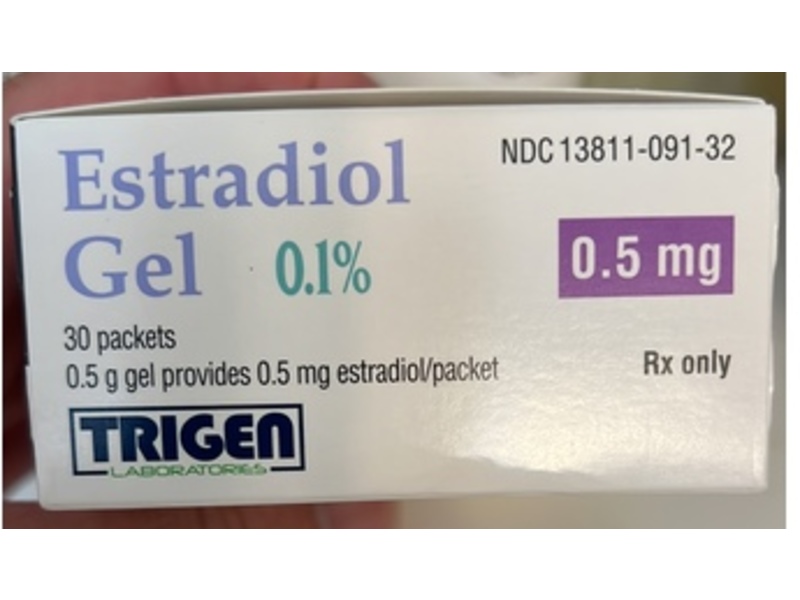 Estradiol
Gel 0.1%
NDC 13811-091-32
0.5 mg
30 packets
0.5 g gel provides 0.5 mg estradiol/packet
Rx only
TRIGEN
LABORATORIES